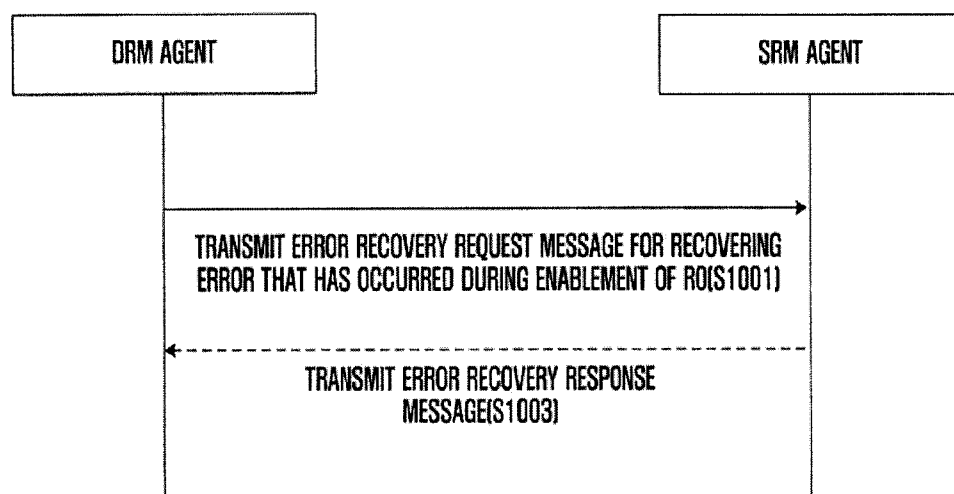 DRM AGENT
SRM AGENT
TRANSMIT ERROR RECOVERY REQUEST MESSAGE FOR RECOVERING
ERROR THAT HAS OCCURRED DURING ENABLEMENT OF RO(S1001)
TRANSMIT ERROR RECOVERY RESPONSE
MESSAGE(S1003)